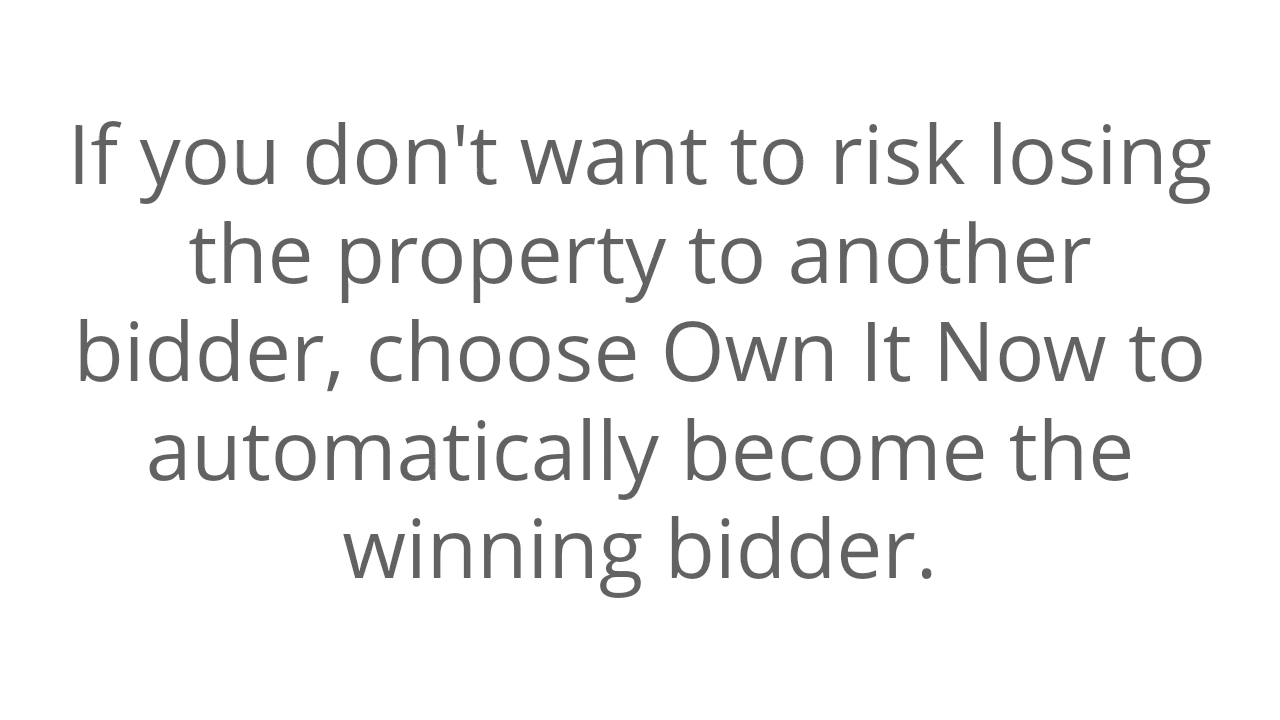 If you don't want to risk losing
the property to another
bidder, choose Own It Now to
automatically become the
winning bidder.